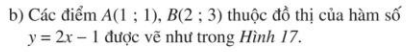 b) Các điểm A(1 ; 1), B(2 ; 3) thuộc đồ thị của hàm số
y = 2x − 1 được vẽ như trong Hình 17.